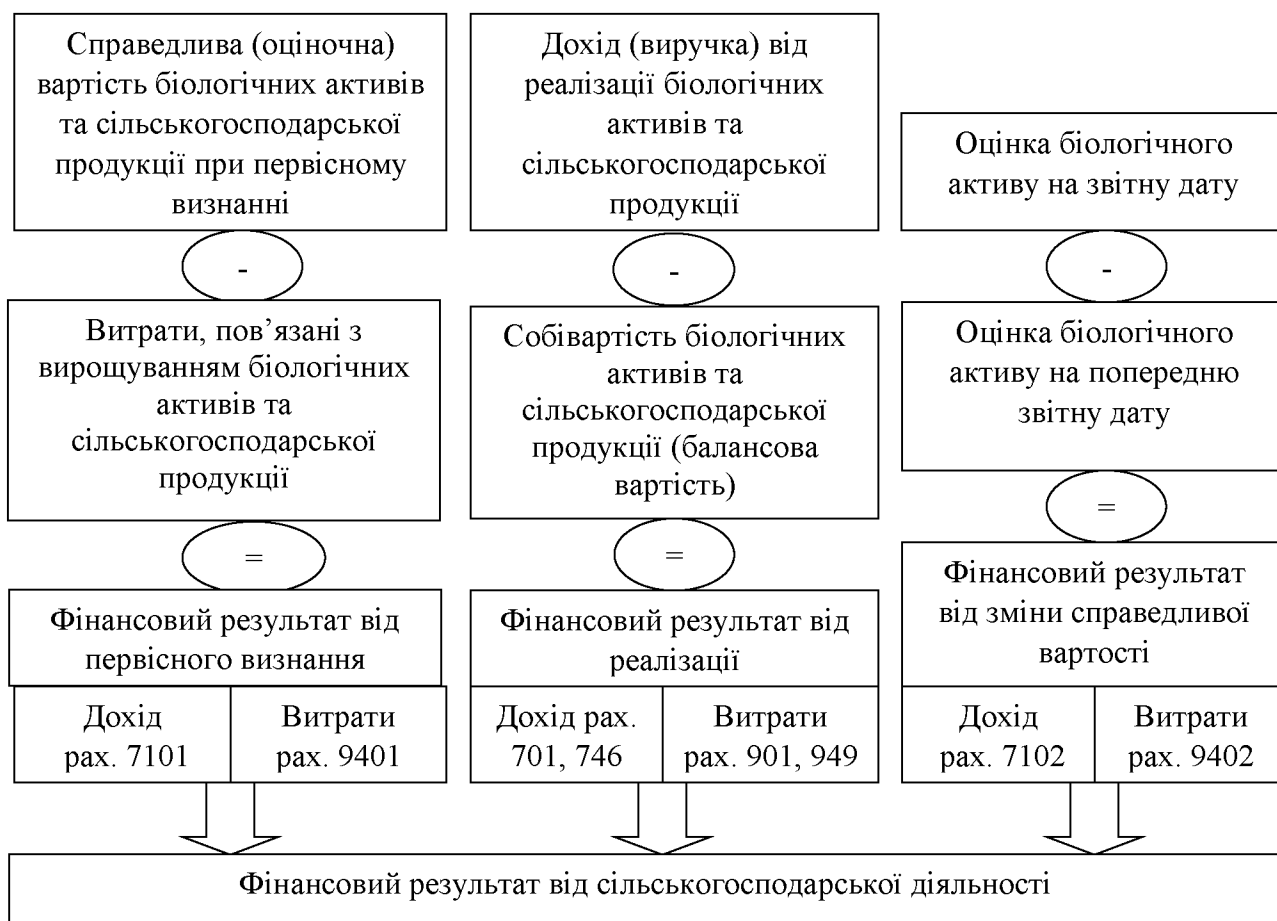 Справедлива (оціночна)
вартість біологічних активів
та сільськогосподарської
продукції при первісному
визнанні
-
Витрати, пов’язані з
вирощуванням біологічних
активів та
сільськогосподарської
продукції
=
Фінансовий результат від
первісного визнання
Дохід
рах. 7101
Витрати
рах. 9401
Дохід (виручка) від
реалізації біологічних
активів та
сільськогосподарської
продукції
-
Собівартість біологічних
активів та
сільськогосподарської
продукції (балансова
вартість)
=
Фінансовий результат від
реалізації
Дохід рах.
701, 746
Витрати
рах. 901, 949
Оцінка біологічного
активу на звітну дату
-
Оцінка біологічного
активу на попередню
звітну дату
=
Фінансовий результат
від зміни справедливої
вартості
Дохід
рах. 7102
Витрати
рах. 9402
Фінансовий результат від сільськогосподарської діяльності